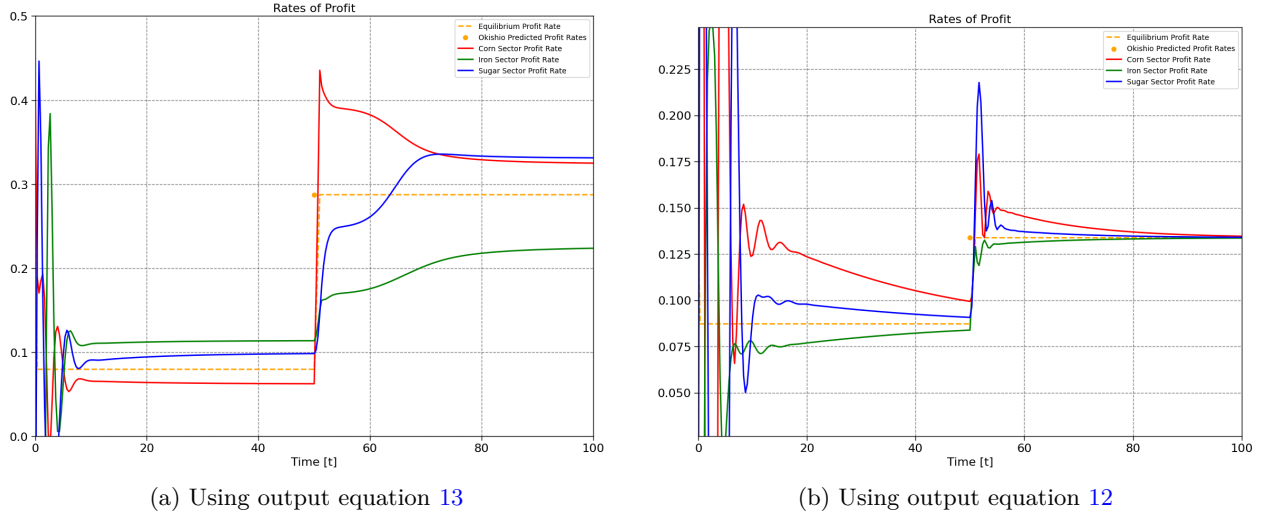 Rates of Profit
0.5
0.4
0.3
0.2
0.1
0.0
0 20 40 60 80 100
Time [t]
Equilibrium Profit Rate
Okishio Predicted Profit Rates
Corn Sector Profit Rate
Iron Sector Profit Rate
Sugar Sector Profit Rate
(a) Using output equation 13
Rates of Profit
0.225
0.200
0.175
0.150
0.125
0.100
0.075
0.050
0 20 40 60 80 100
Time [t]
Equilibrium Profit Rate
Okishio Predicted Profit Rates
Corn Sector Profit Rate
Iron Sector Profit Rate
Sugar Sector Profit Rate
(b) Using output equation 12